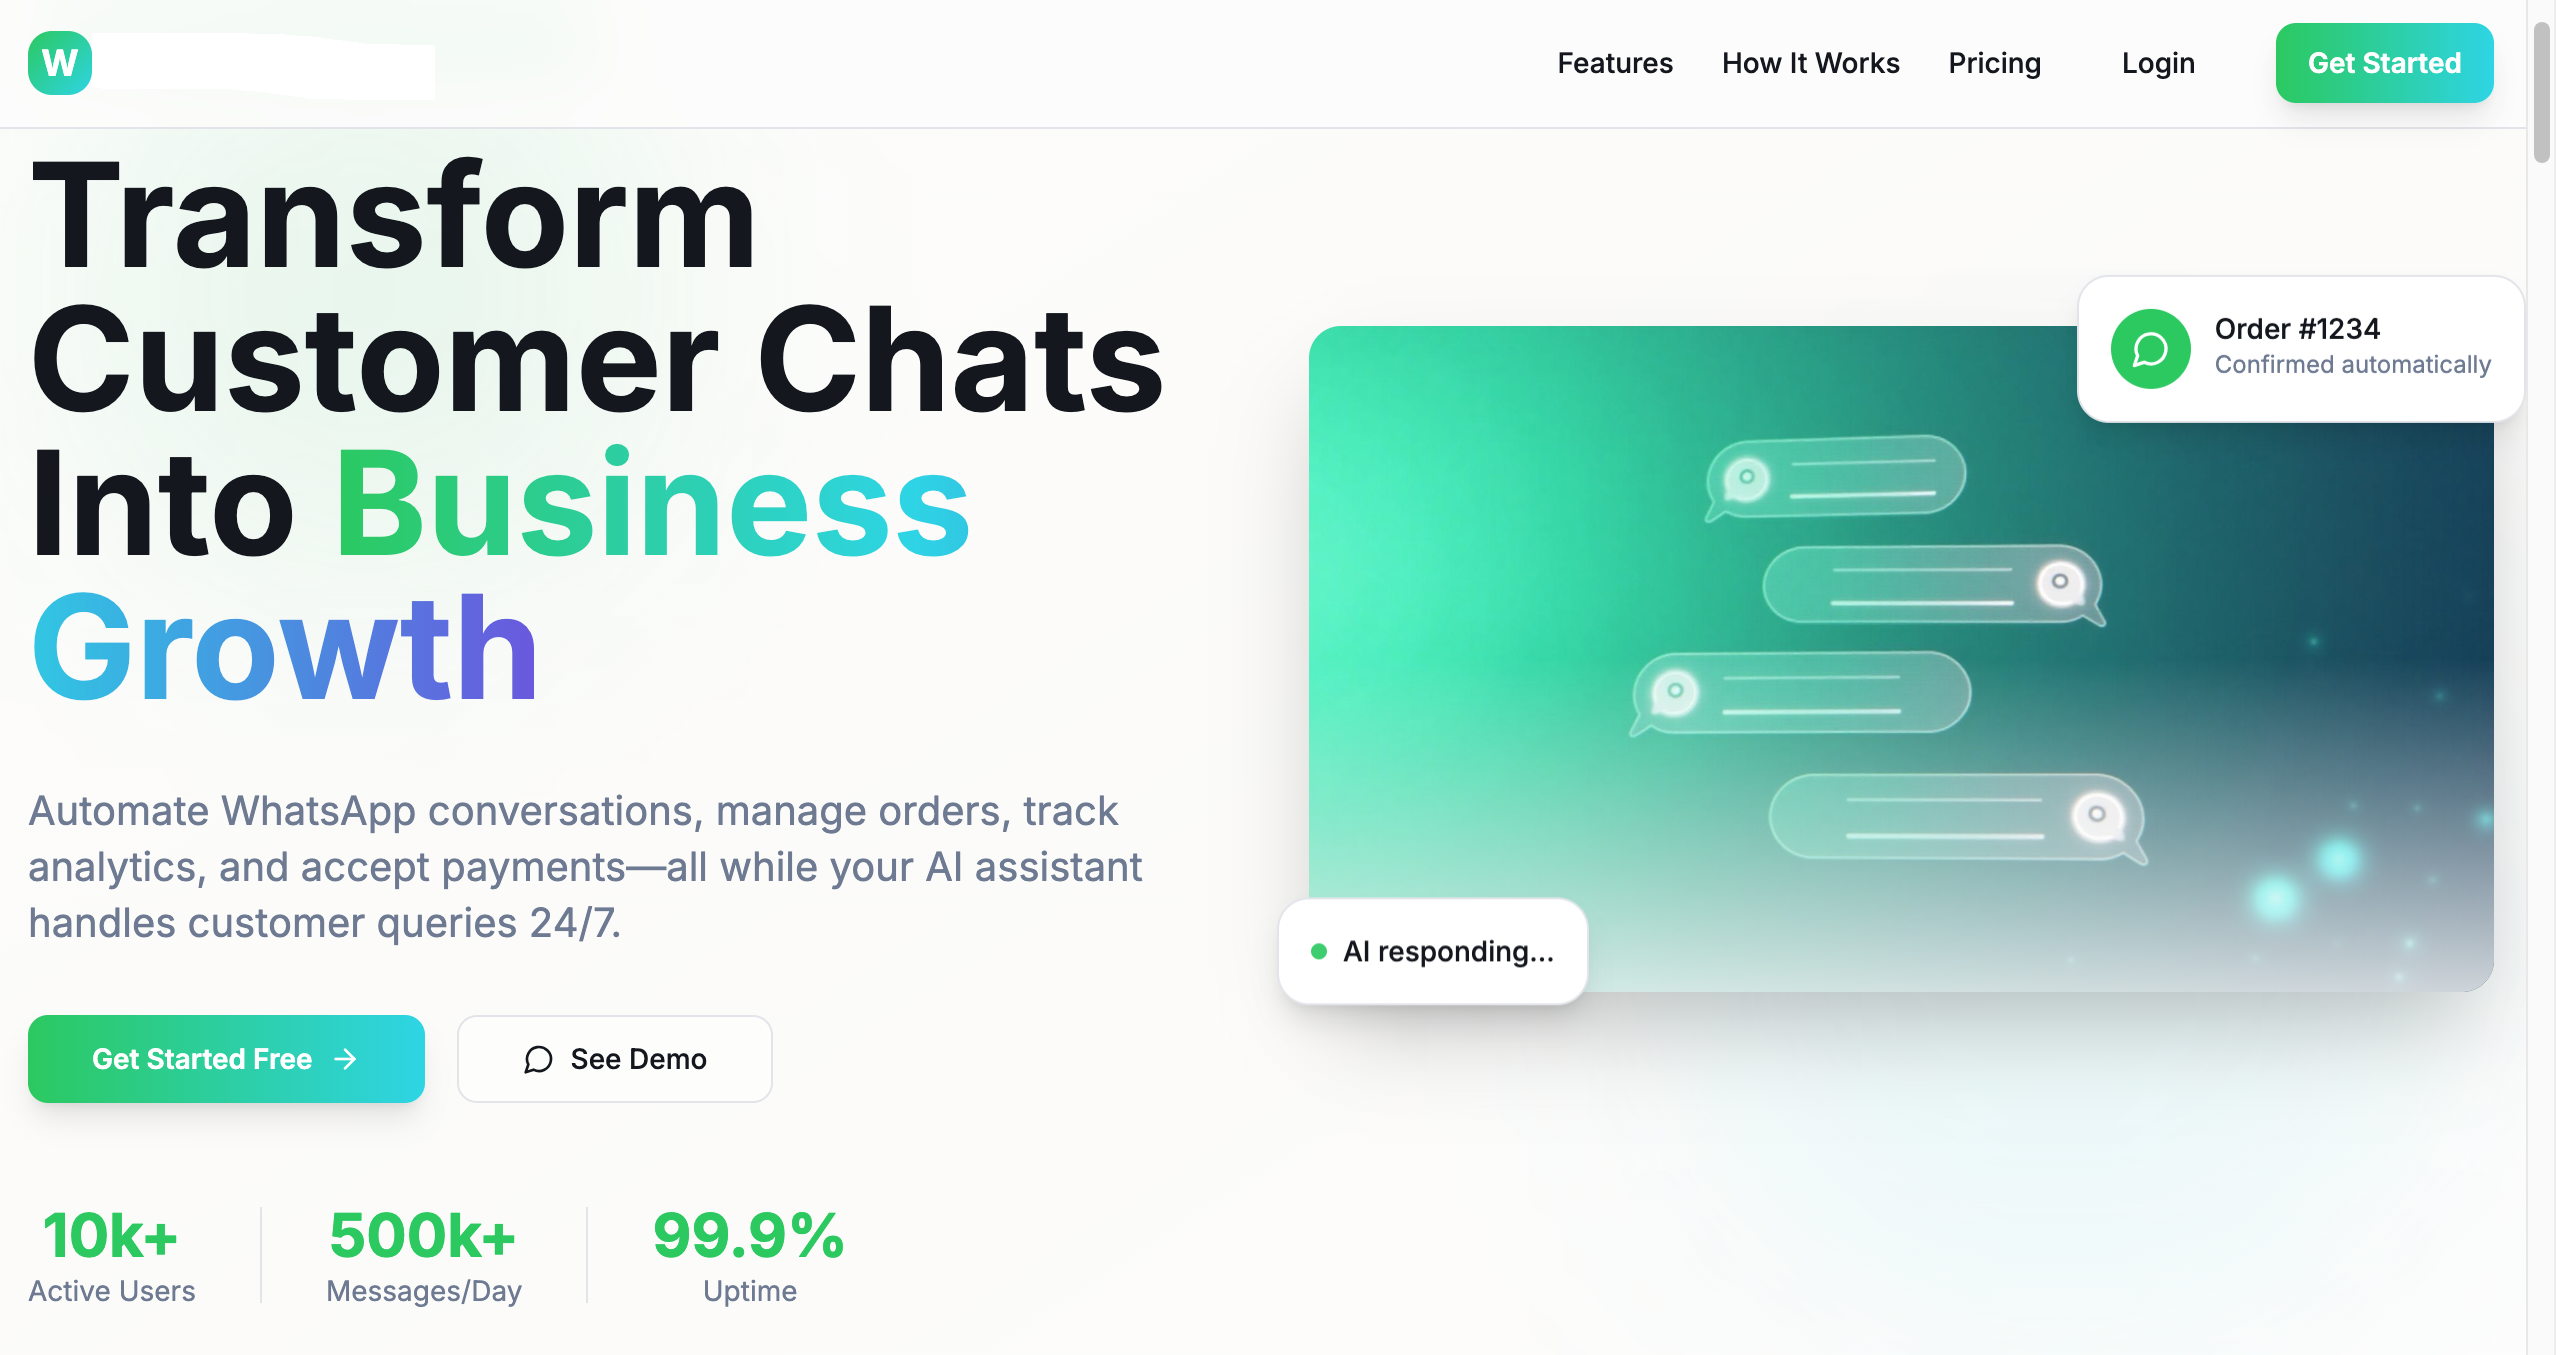 W
Features
How It Works
Pricing
Login
Get Started
Transform
Customer Chats
Into Business
Growth
Automate WhatsApp conversations, manage orders, track
analytics, and accept payments—all while your AI assistant
handles customer queries 24/7.
Get Started Free →
See Demo
10k+
Active Users
500k+
Messages/Day
99.9%
Uptime
Order #1234
Confirmed automatically
AI responding...